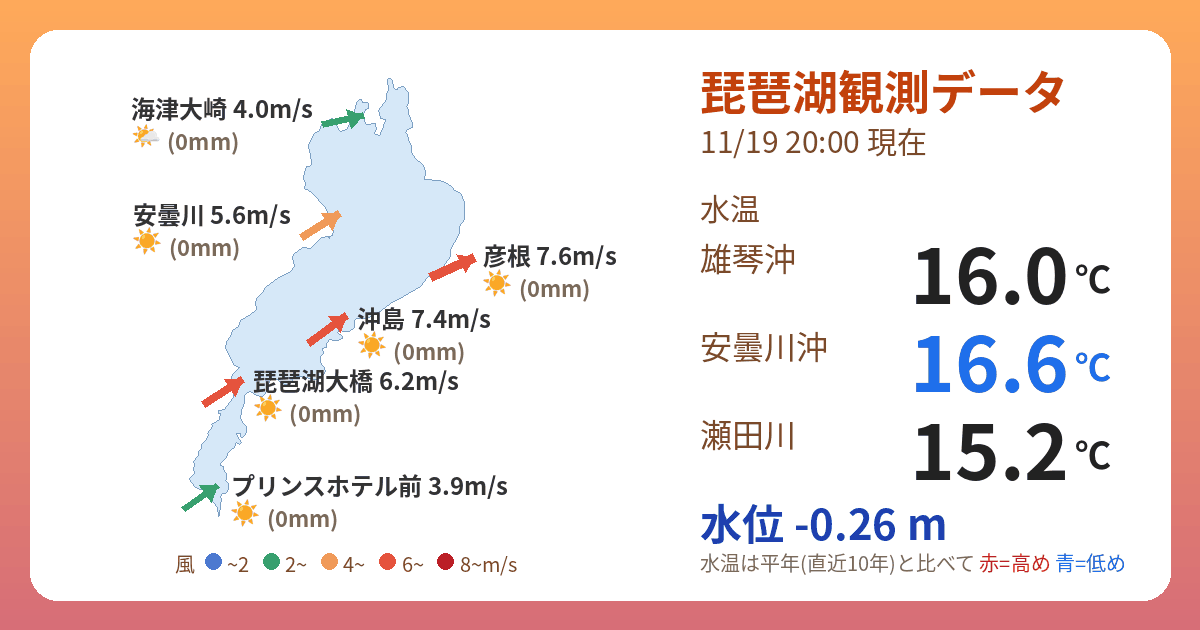 琵琶湖観測データ
11/19 20:00 現在
海津大崎 4.0m/s
(0mm)
安曇川 5.6m/s
(0mm)
彦根 7.6m/s
(0mm)
沖島 7.4m/s
(0mm)
琵琶湖大橋 6.2m/s
(0mm)
プリンスホテル前 3.9m/s
(0mm)
風 ~2 2~ 4~ 6~ 8~m/s
水温
雄琴沖 16.0℃
安曇川沖 16.6℃
瀬田川 15.2℃
水位 -0.26 m
水温は平年(直近10年)と比べて 赤=高め 青=低め